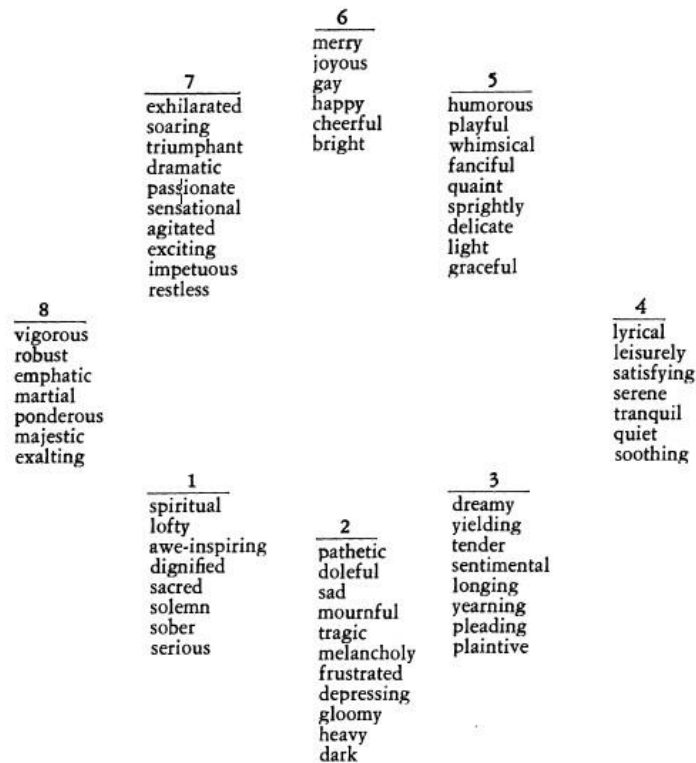 6
merry
joyous
gay
happy
cheerful
bright
7
exhilarated
soaring
triumphant
dramatic
passionate
sensational
agitated
exciting
impetuous
restless
5
humorous
playful
whimsical
fanciful
quaint
sprightly
delicate
light
graceful
8
vigorous
robust
emphatic
martial
ponderous
majestic
exalting
4
lyrical
leisurely
satisfying
serene
tranquil
quiet
soothing
1
spiritual
lofty
awe-inspiring
dignified
sacred
solemn
sober
serious
2
pathetic
doleful
sad
mournful
tragic
melancholy
frustrated
depressing
gloomy
heavy
dark
3
dreamy
yielding
tender
sentimental
longing
yearning
pleading
plaintive